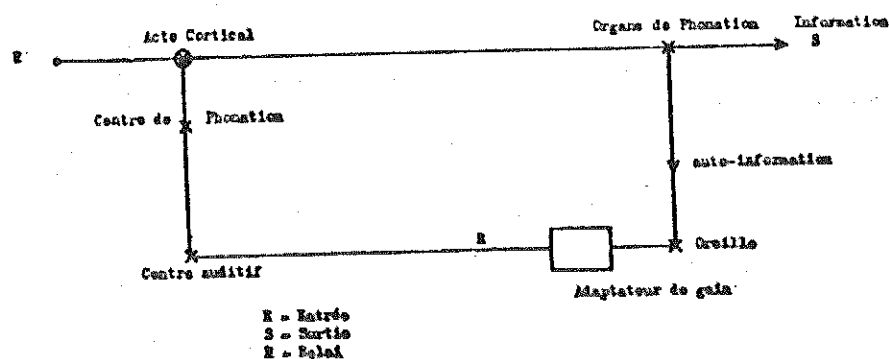 Acte Cortical
Organe de Phonation
Information
E
S
Centre de Phonation
auto-information
R
Oreille
Centre auditif
Adaptateur de gain
E = Entrée
S = Sortie
R = Relai